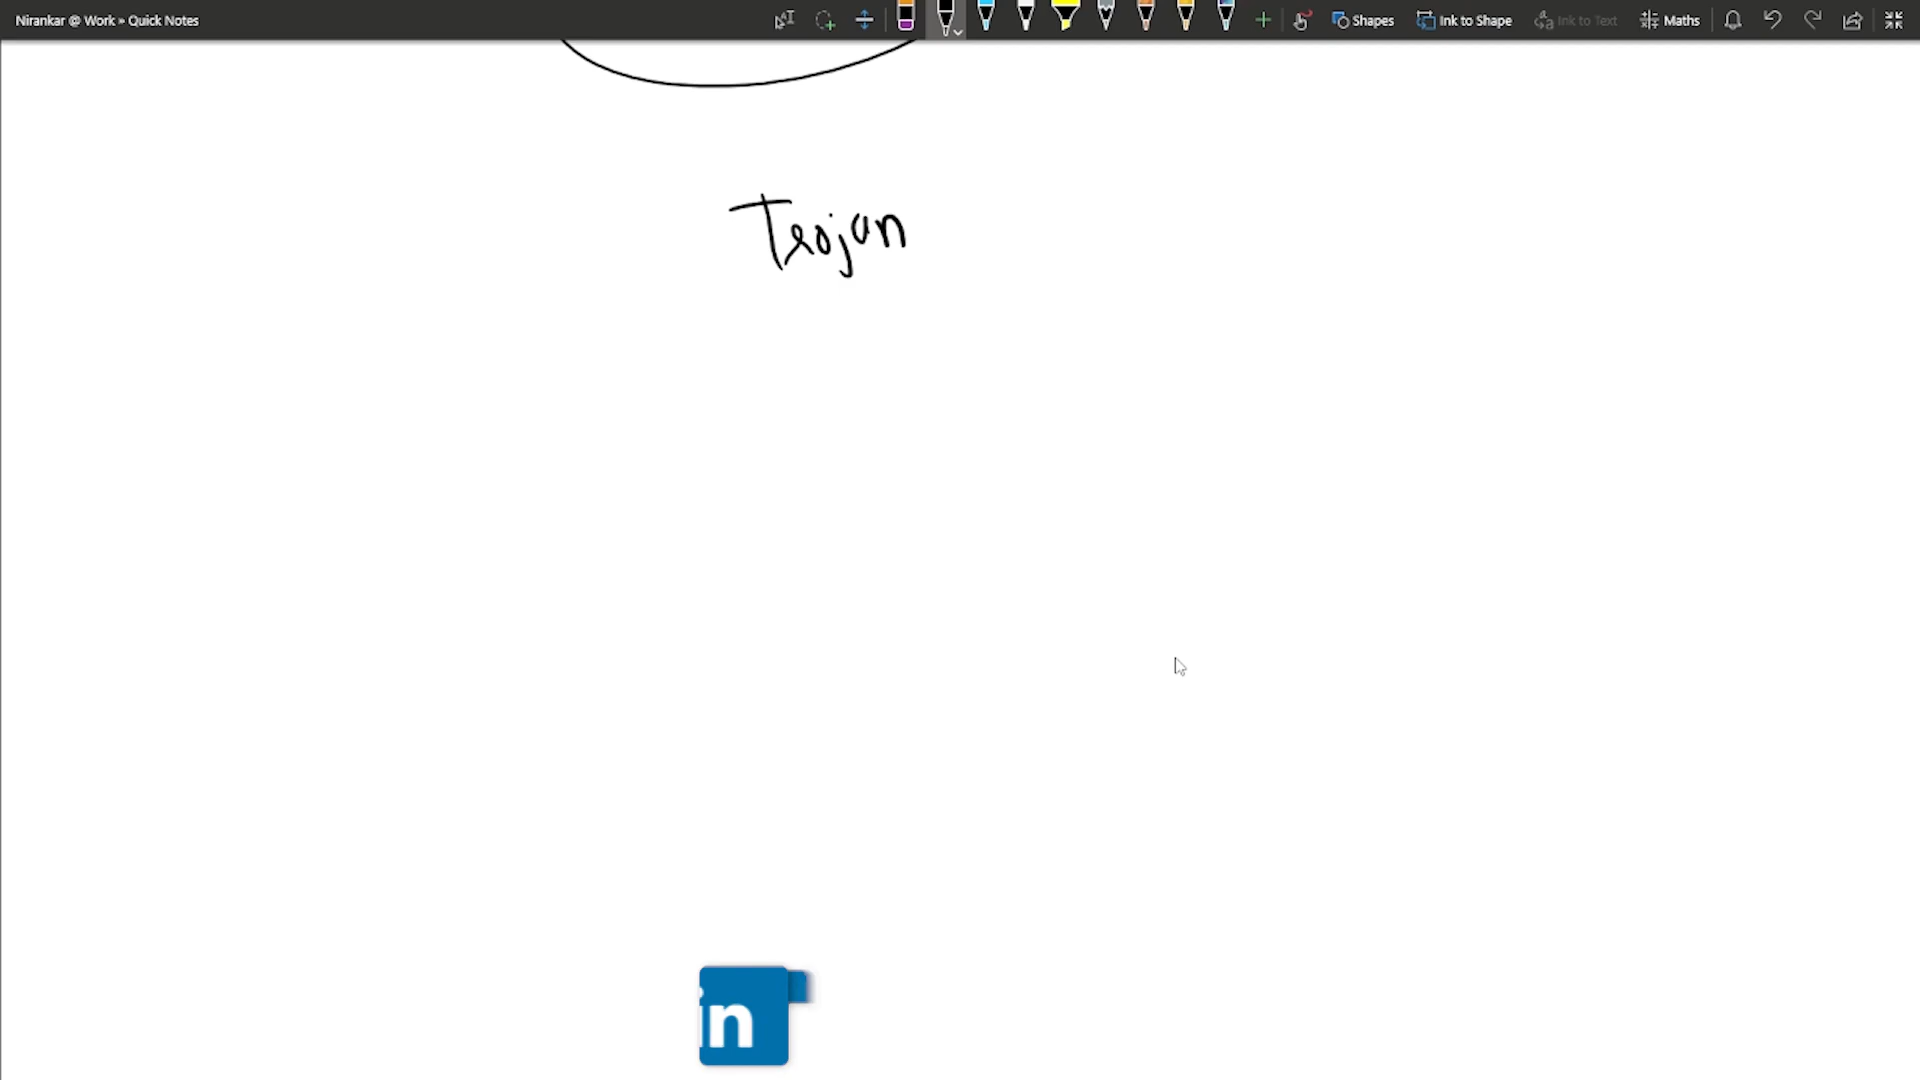 Nirankar @ Work » Quick Notes
Shapes
Ink to Shape
Ink to Text
Maths
Trojan
in